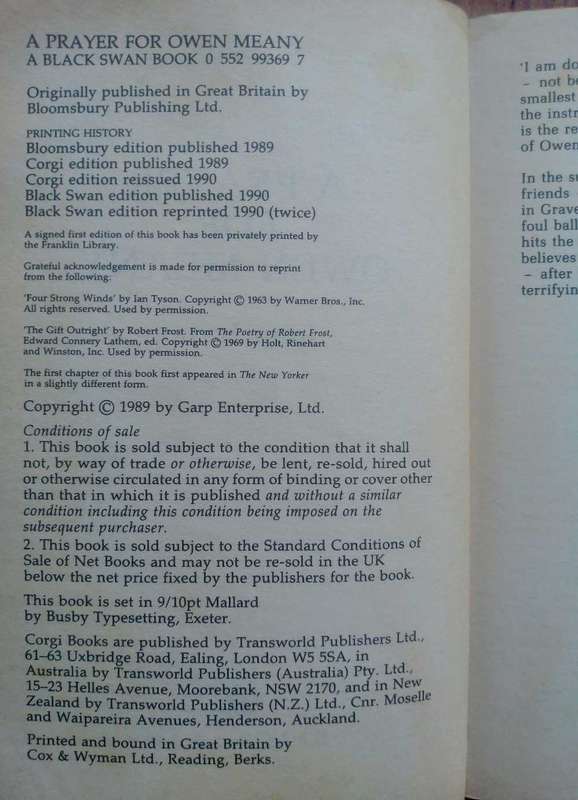 A PRAYER FOR OWEN MEANY
A BLACK SWAN BOOK 0 552 99369 7
Originally published in Great Britain by
Bloomsbury Publishing Ltd.
PRINTING HISTORY
Bloomsbury edition published 1989
Corgi edition published 1989
Corgi edition reissued 1990
Black Swan edition published 1990
Black Swan edition reprinted 1990 (twice)
A signed first edition of this book has been privately printed by
the Franklin Library.
Grateful acknowledgement is made for permission to reprint
from the following:
'Four Strong Winds' by Ian Tyson. Copyright © 1963 by Warner Bros., Inc.
All rights reserved. Used by permission.
'The Gift Outright' by Robert Frost. From The Poetry of Robert Frost,
Edward Connery Lathem, ed. Copyright © 1969 by Holt, Rinehart
and Winston, Inc. Used by permission.
The first chapter of this book first appeared in The New Yorker
in a slightly different form.
Copyright © 1989 by Garp Enterprise, Ltd.
Conditions of sale
1. This book is sold subject to the condition that it shall
not, by way of trade or otherwise, be lent, re-sold, hired out
or otherwise circulated in any form of binding or cover other
than that in which it is published and without a similar
condition including this condition being imposed on the
subsequent purchaser.
2. This book is sold subject to the Standard Conditions of
Sale of Net Books and may not be re-sold in the UK
below the net price fixed by the publishers for the book.
This book is set in 9/10pt Mallard
by Busby Typesetting, Exeter.
Corgi Books are published by Transworld Publishers Ltd.,
61–63 Uxbridge Road, Ealing, London W5 5SA, in
Australia by Transworld Publishers (Australia) Pty. Ltd.,
15–23 Helles Avenue, Moorebank, NSW 2170, and in New
Zealand by Transworld Publishers (N.Z.) Ltd., Cnr. Moselle
and Waipareira Avenues, Henderson, Auckland.
Printed and bound in Great Britain by
Cox & Wyman Ltd., Reading, Berks.
'I am
– not
smallest
the
is the
of Owen
In the
friends
in
foul
hits the
believes
– after